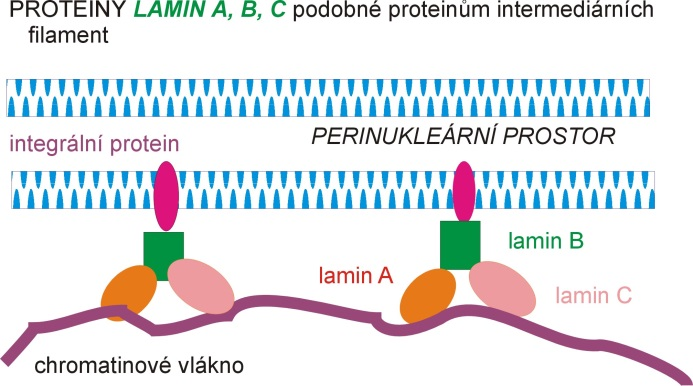 PROTEINY LAMIN A, B, C podobné proteinům intermediárních
filament
integrální protein
PERINUKLEÁRNÍ PROSTOR
lamin B
lamin A
lamin C
chromatinové vlákno